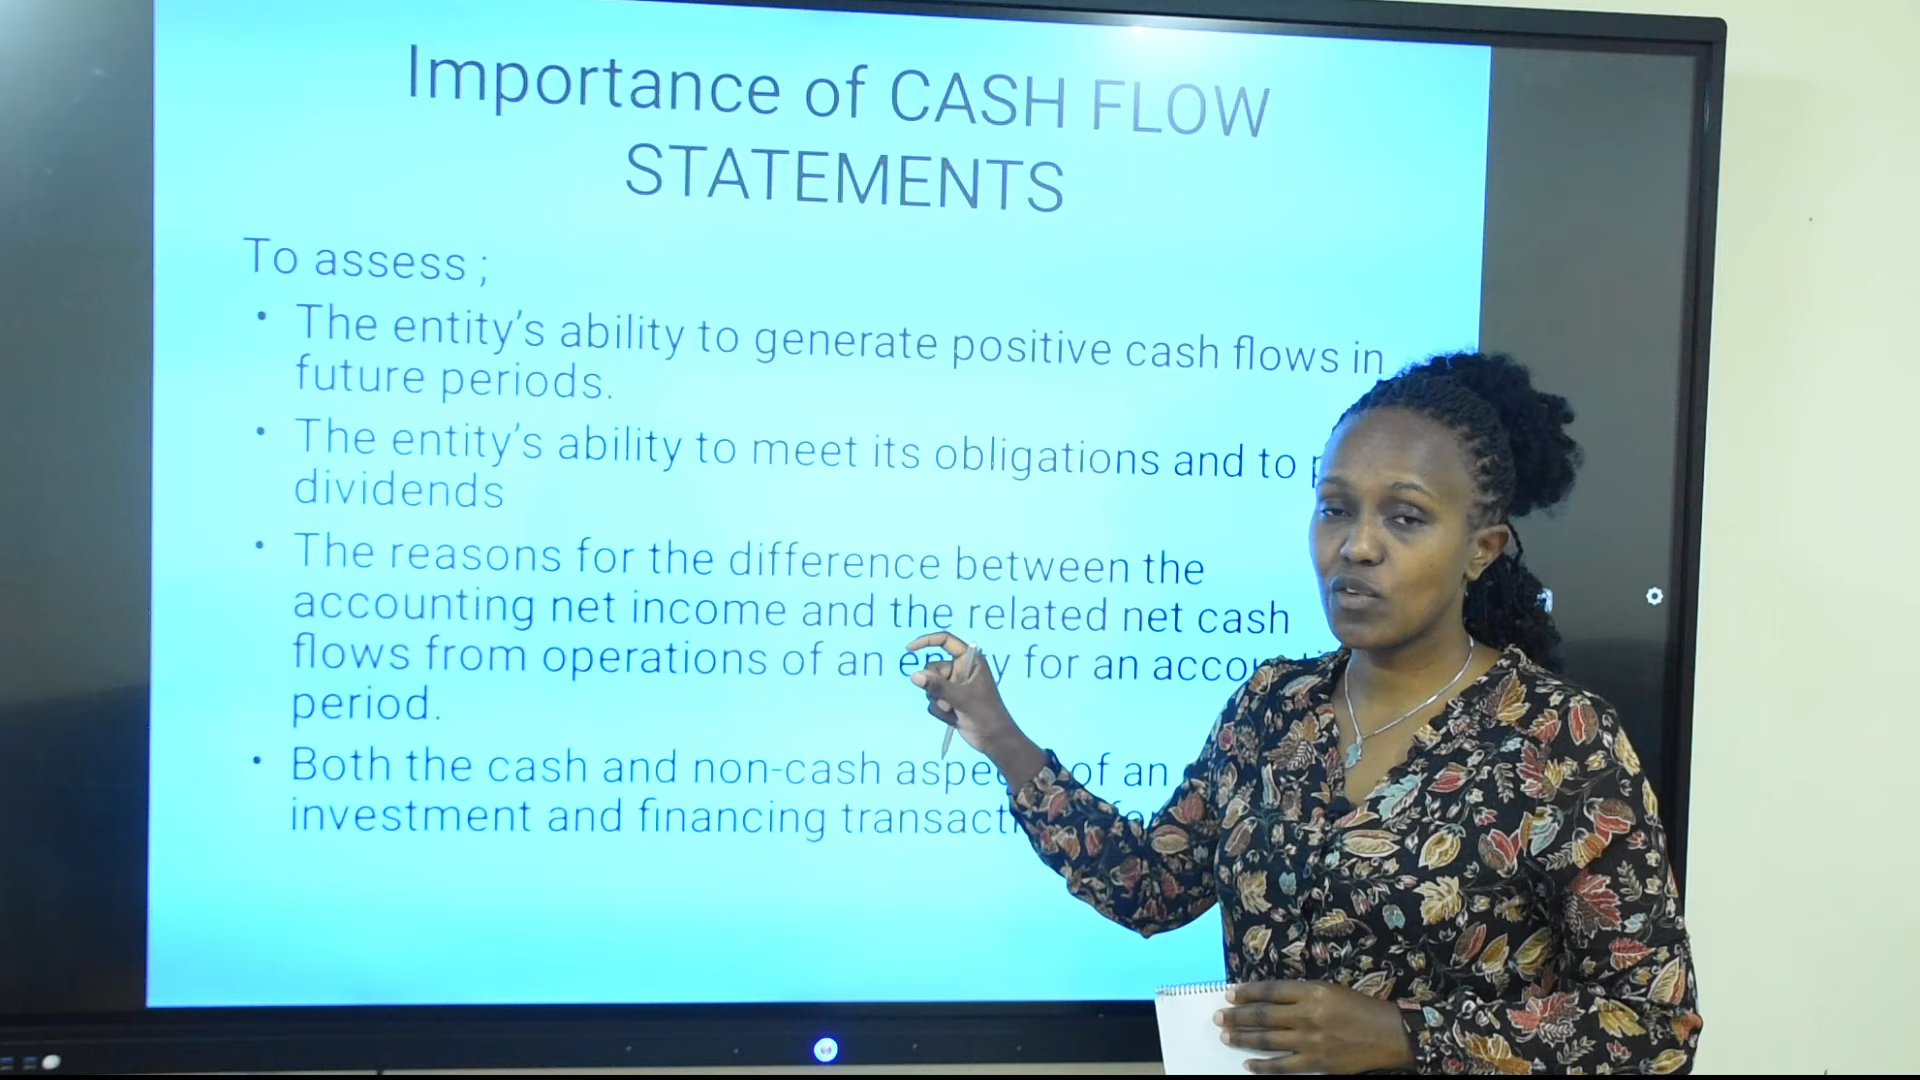 Importance of CASH FLOW
STATEMENTS
To assess ;
• The entity's ability to generate positive cash flows in
future periods.
• The entity's ability to meet its obligations and to
dividends
• The reasons for the difference between the
accounting net income and the related net cash
flows from operations of an for an
period.
• Both the cash and non-cash of an
investment and financing